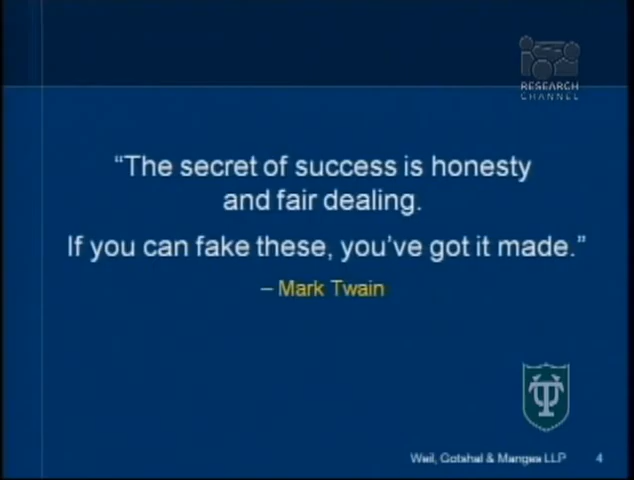 RESEARCH
CHANNEL
“The secret of success is honesty
and fair dealing.
If you can fake these, you’ve got it made.”
– Mark Twain
Weil, Gotshal & Manges LLP 4